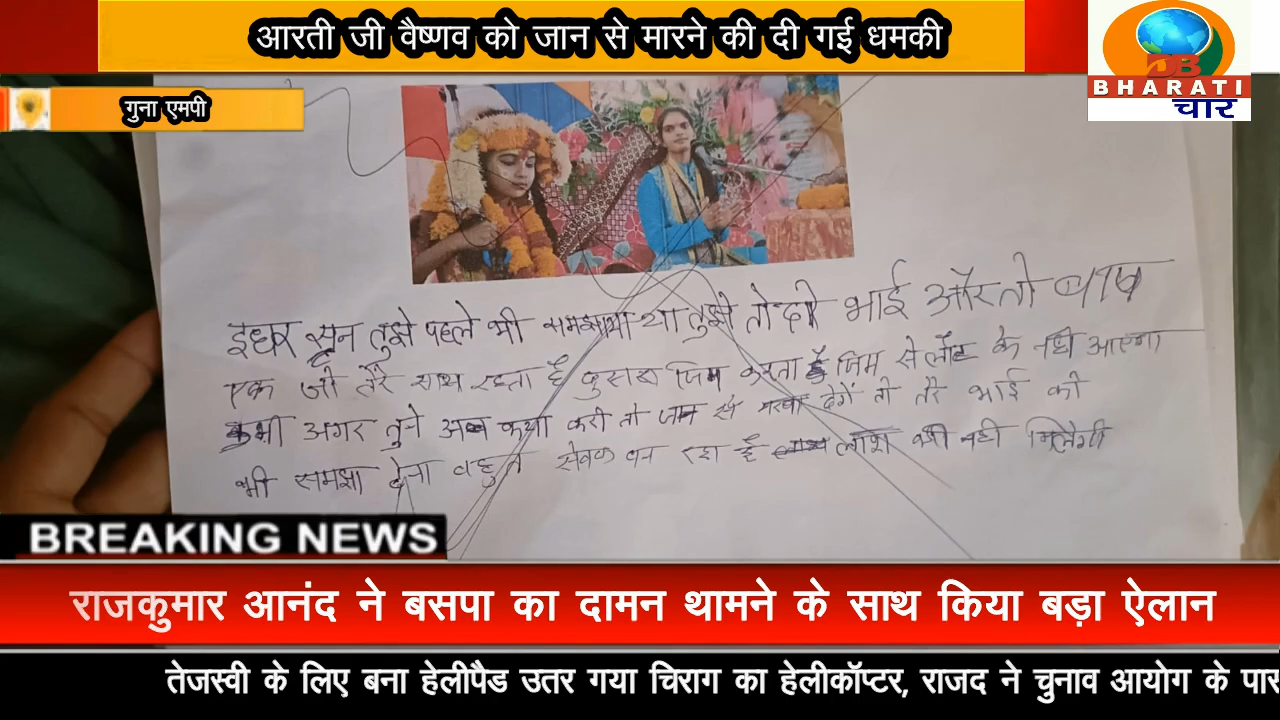 आरती जी वैष्णव को जान से मारने की दी गई धमकी
DB
BHARATI
चार
गुना एमपी
इधर सुन तुझे पहले भी समझाया था तुझे तो दो भाई और तो बाप
एक जो तेरे साथ रहता है दुसरा जिम करता है जिम से लौट के नही आएगा
कभी अगर तुने अब कथा करी तो जान से मरवा देगें तो तेरे भाई को
भी समझा देना बहुत सेवक बन रहा है लाश भी नही मिलेगी
BREAKING NEWS
राजकुमार आनंद ने बसपा का दामन थामने के साथ किया बड़ा ऐलान
तेजस्वी के लिए बना हेलीपैड उतर गया चिराग का हेलीकॉप्टर, राजद ने चुनाव आयोग के पास